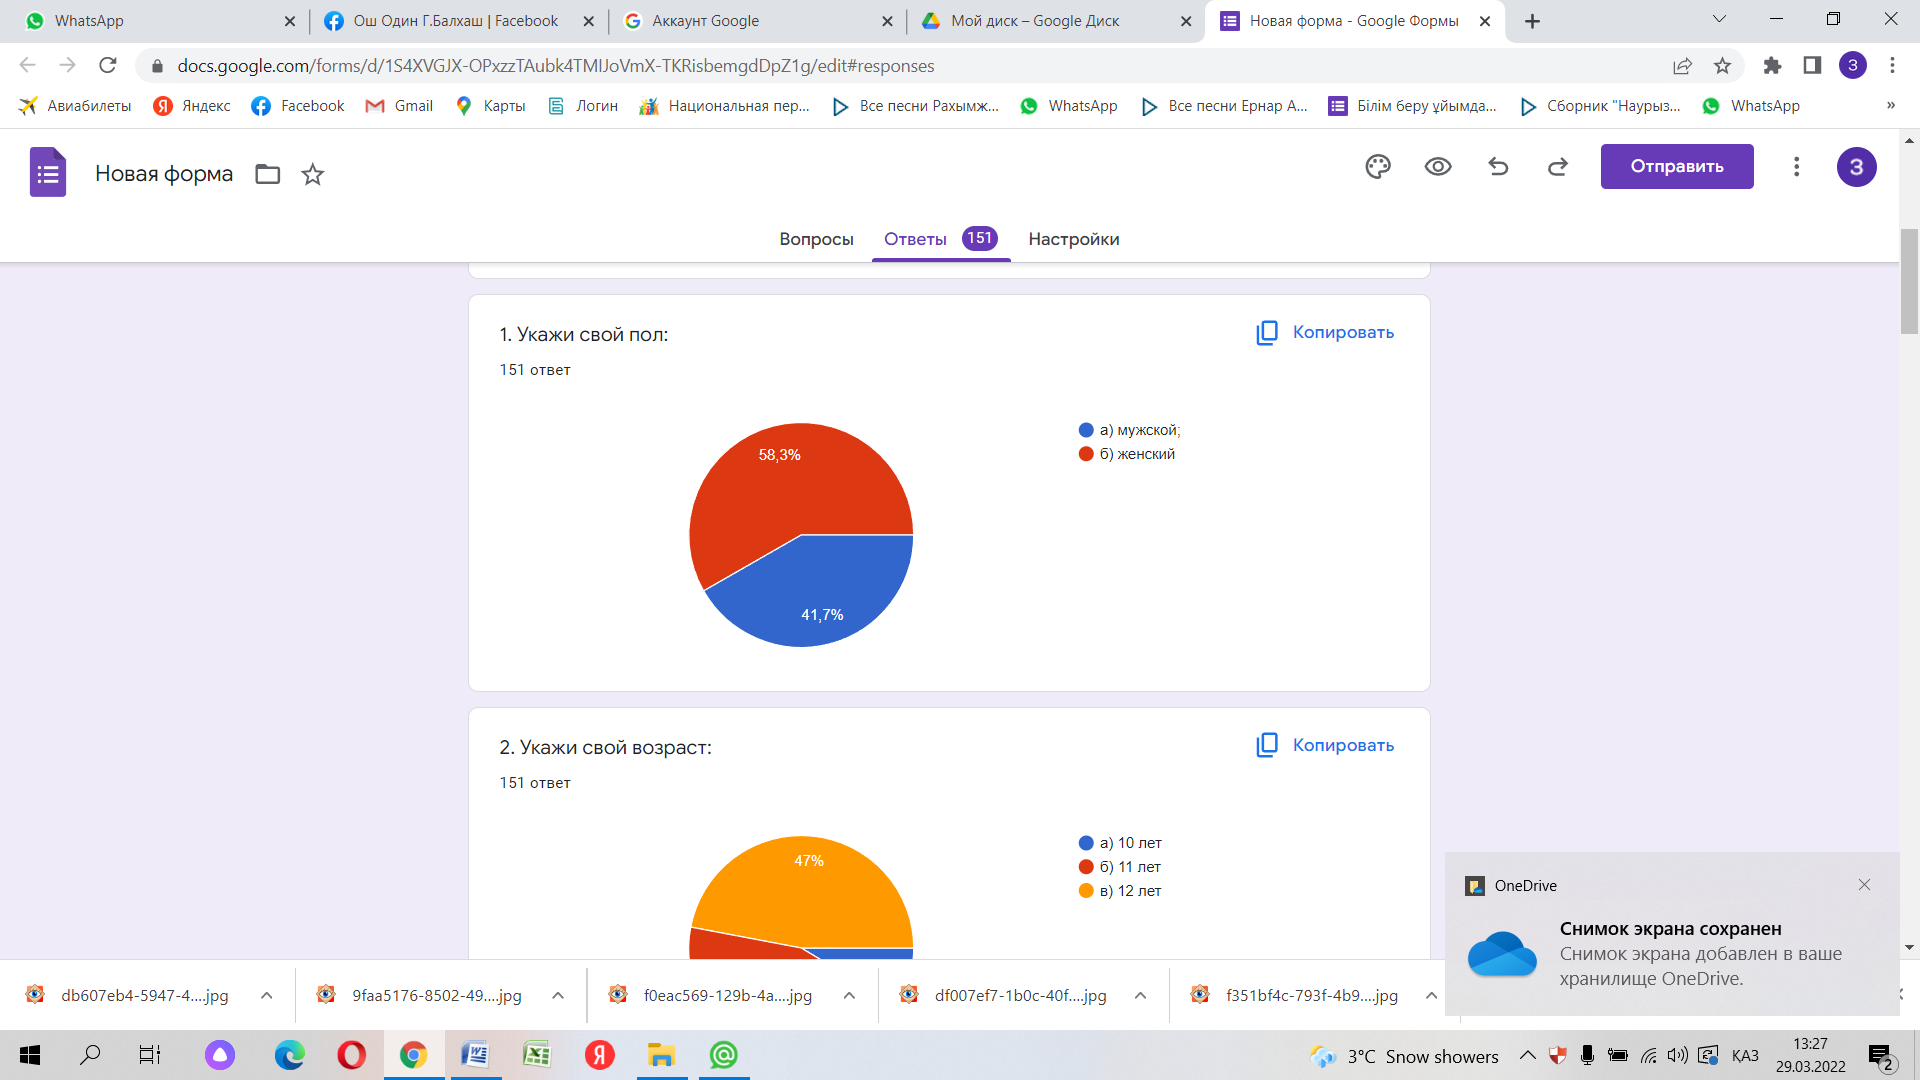 WhatsApp
Ош Один Г.Балхаш | Facebook
Аккаунт Google
Мой диск – Google Диск
Новая форма - Google Формы
docs.google.com/forms/d/1S4XVGJX-OPxzzTAubk4TMIJoVmX-TKRisbemgdDpZ1g/edit#responses
З
Авиабилеты
Яндекс
Facebook
Gmail
Карты
Логин
Национальная пер...
Все песни Рахымж...
WhatsApp
Все песни Ернар А...
Білім беру ұйымда...
Сборник "Наурыз...
WhatsApp
»
Новая форма
Отправить
З
Вопросы
Ответы 151
Настройки
1. Укажи свой пол:
Копировать
151 ответ
58,3%
41,7%
а) мужской;
б) женский
2. Укажи свой возраст:
Копировать
151 ответ
47%
а) 10 лет
б) 11 лет
в) 12 лет
OneDrive
Снимок экрана сохранен
Снимок экрана добавлен в ваше
хранилище OneDrive.
db607eb4-5947-4....jpg
9faa5176-8502-49....jpg
f0eac569-129b-4a....jpg
df007ef7-1b0c-40f....jpg
f351bf4c-793f-4b9....jpg
3°C Snow showers
ҚАЗ
13:27
29.03.2022
2